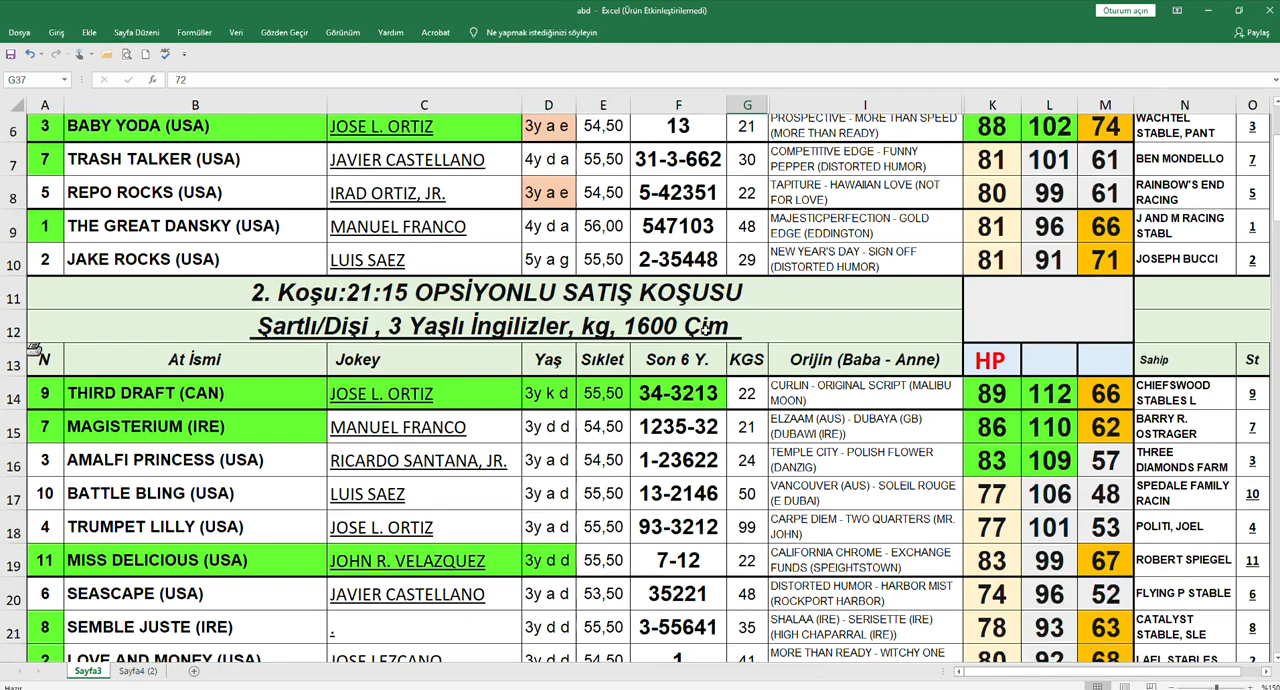 abd - Excel (Ürün Etkinleştirilemedi)
Oturum açın
Dosya Giriş Ekle Sayfa Düzeni Formüller Veri Gözden Geçir Görünüm Yardım Acrobat Ne yapmak istediğinizi söyleyin Paylaş
G37 fx 72
A B C D E F G I K L M N O
6 3 BABY YODA (USA) JOSE L. ORTIZ 3y a e 54,50 13 21 PROSPECTIVE - MORE THAN SPEED (MORE THAN READY) 88 102 74 WACHTEL STABLE, PANT 3
7 7 TRASH TALKER (USA) JAVIER CASTELLANO 4y d a 55,50 31-3-662 30 COMPETITIVE EDGE - FUNNY PEPPER (DISTORTED HUMOR) 81 101 61 BEN MONDELLO 7
8 5 REPO ROCKS (USA) IRAD ORTIZ, JR. 3y a e 54,50 5-42351 22 TAPITURE - HAWAIIAN LOVE (NOT FOR LOVE) 80 99 61 RAINBOW'S END RACING 5
9 1 THE GREAT DANSKY (USA) MANUEL FRANCO 4y d a 56,00 547103 48 MAJESTICPERFECTION - GOLD EDGE (EDDINGTON) 81 96 66 J AND M RACING STABL 1
10 2 JAKE ROCKS (USA) LUIS SAEZ 5y a g 55,50 2-35448 29 NEW YEAR'S DAY - SIGN OFF (DISTORTED HUMOR) 81 91 71 JOSEPH BUCCI 2
11 2. Koşu:21:15 OPSİYONLU SATIŞ KOŞUSU
12 Şartlı/Dişi , 3 Yaşlı İngilizler, kg, 1600 Çim
13 N At İsmi Jokey Yaş Sıklet Son 6 Y. KGS Orijin (Baba - Anne) HP Sahip St
14 9 THIRD DRAFT (CAN) JOSE L. ORTIZ 3y k d 55,50 34-3213 22 CURLIN - ORIGINAL SCRIPT (MALIBU MOON) 89 112 66 CHIEFSWOOD STABLES L 9
15 7 MAGISTERIUM (IRE) MANUEL FRANCO 3y d d 55,50 1235-32 21 ELZAAM (AUS) - DUBAYA (GB) (DUBAWI (IRE)) 86 110 62 BARRY R. OSTRAGER 7
16 3 AMALFI PRINCESS (USA) RICARDO SANTANA, JR. 3y a d 54,50 1-23622 24 TEMPLE CITY - POLISH FLOWER (DANZIG) 83 109 57 THREE DIAMONDS FARM 3
17 10 BATTLE BLING (USA) LUIS SAEZ 3y a d 55,50 13-2146 50 VANCOUVER (AUS) - SOLEIL ROUGE (E DUBAI) 77 106 48 SPEDALE FAMILY RACIN 10
18 4 TRUMPET LILLY (USA) JOSE L. ORTIZ 3y a d 55,50 93-3212 99 CARPE DIEM - TWO QUARTERS (MR. JOHN) 77 101 53 POLITI, JOEL 4
19 11 MISS DELICIOUS (USA) JOHN R. VELAZQUEZ 3y d d 55,50 7-12 22 CALIFORNIA CHROME - EXCHANGE FUNDS (SPEIGHTSTOWN) 83 99 67 ROBERT SPIEGEL 11
20 6 SEASCAPE (USA) JAVIER CASTELLANO 3y a d 53,50 35221 48 DISTORTED HUMOR - HARBOR MIST (ROCKPORT HARBOR) 74 96 52 FLYING P STABLE 6
21 8 SEMBLE JUSTE (IRE) . 3y d d 55,50 3-55641 35 SHALAA (IRE) - SERISETTE (IRE) (HIGH CHAPARRAL (IRE)) 78 93 63 CATALYST STABLE, SLE 8
2 LOVE AND MONEY (USA) JOSE LEZCANO 3y a d 54,50 1 41 MORE THAN READY - WITCHY ONE 80 92 68 LAEL STABLES 2
Sayfa3 Sayfa4 (2)
Hazır %150